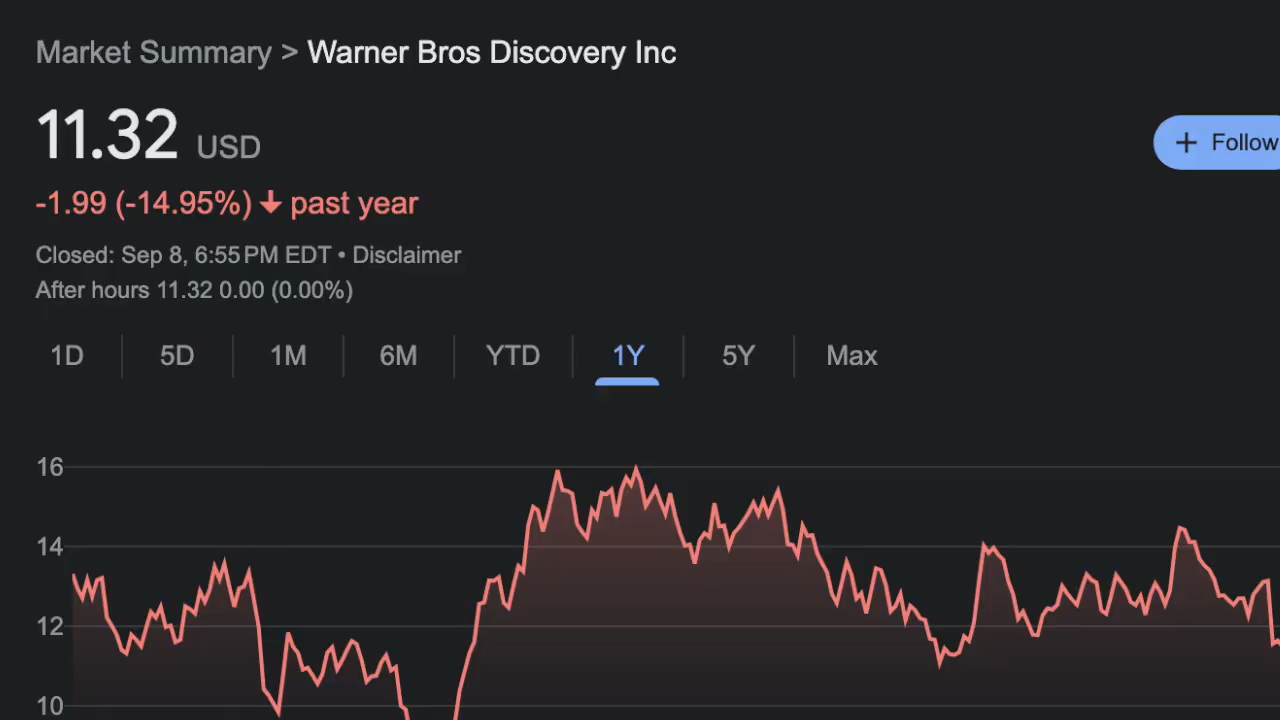 Market Summary > Warner Bros Discovery Inc
11.32 USD
+ Follow
-1.99 (-14.95%) ↓ past year
Closed: Sep 8, 6:55 PM EDT • Disclaimer
After hours 11.32 0.00 (0.00%)
1D 5D 1M 6M YTD 1Y 5Y Max
16
14
12
10